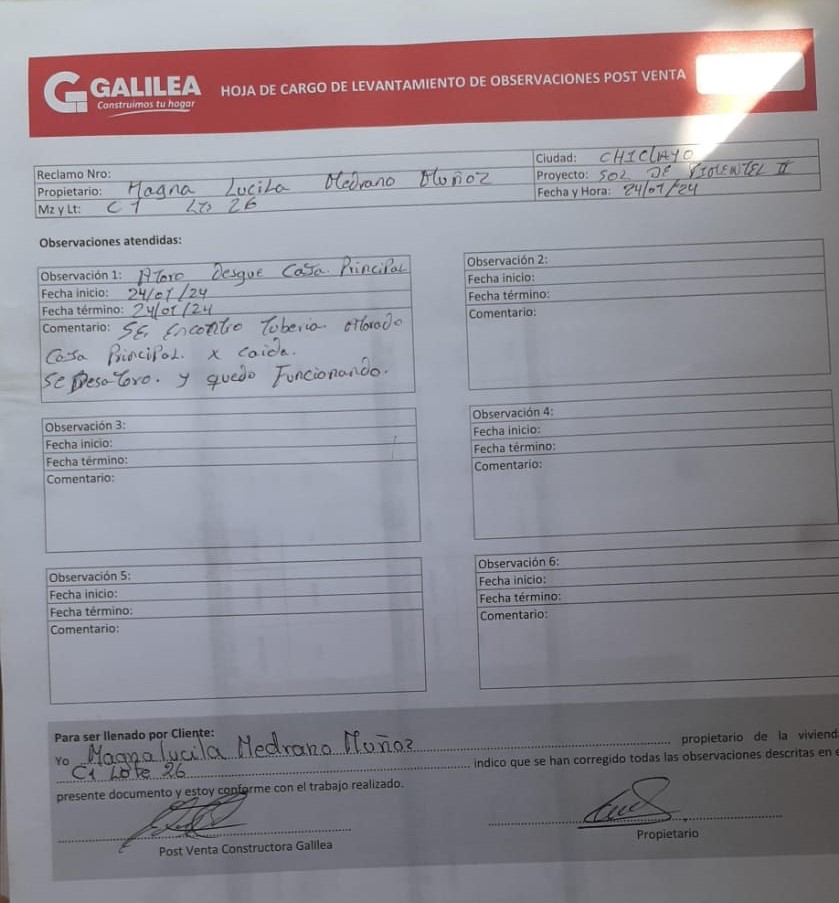 GALILEA
Construimos tu hogar
HOJA DE CARGO DE LEVANTAMIENTO DE OBSERVACIONES POST VENTA
Reclamo Nro:
Propietario: Magna Lucila Medrano Muñoz
Mz y Lt: C1 Lto 26
Ciudad: CHICLAYO
Proyecto: SOL DE II
Fecha y Hora: 24/07/24
Observaciones atendidas:
Observación 1: Atoro Desgue Casa Principal
Fecha inicio: 24/07/24
Fecha término: 24/07/24
Comentario: SE, Encontro Tuberia atorado
Casa Principal. x caida.
Se Desatoro. y quedo Funcionando.
Observación 2:
Fecha inicio:
Fecha término:
Comentario:
Observación 3:
Fecha inicio:
Fecha término:
Comentario:
Observación 4:
Fecha inicio:
Fecha término:
Comentario:
Observación 5:
Fecha inicio:
Fecha término:
Comentario:
Observación 6:
Fecha inicio:
Fecha término:
Comentario:
Para ser llenado por Cliente:
Yo Magna Lucila Medrano Muñoz propietario de la viviend
C1 Lote 26 indico que se han corregido todas las observaciones descritas en e
presente documento y estoy conforme con el trabajo realizado.
Post Venta Constructora Galilea
Propietario